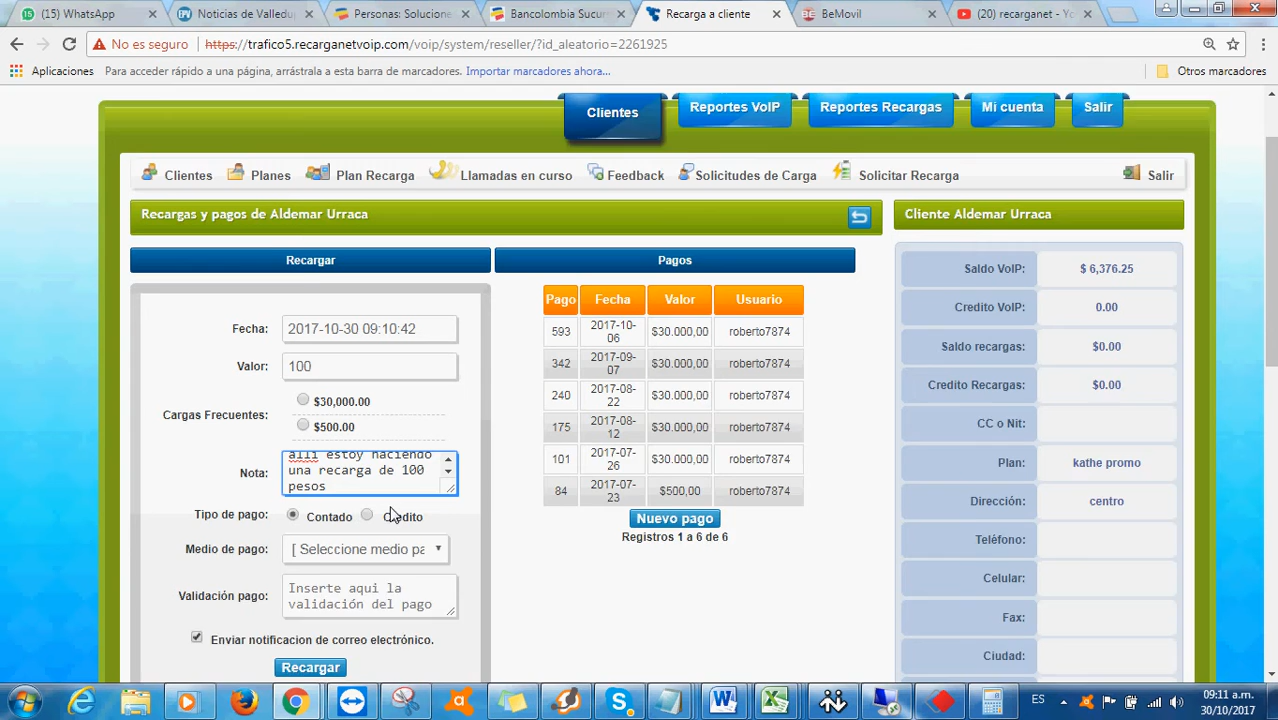 (15) WhatsApp
Noticias de Valledup
Personas: Solucione
Bancolombia Sucurs
Recarga a cliente
BeMovil
(20) recarganet - Yo
No es seguro https://trafico5.recarganetvoip.com/voip/system/reseller/?id_aleatorio=2261925
Aplicaciones Para acceder rápido a una página, arrástrala a esta barra de marcadores. Importar marcadores ahora... Otros marcadores
Clientes Reportes VoIP Reportes Recargas Mi cuenta Salir
Clientes Planes Plan Recarga Llamadas en curso Feedback Solicitudes de Carga Solicitar Recarga Salir
Recargas y pagos de Aldemar Urraca
Cliente Aldemar Urraca
Recargar
Pagos
Fecha: 2017-10-30 09:10:42
Valor: 100
Cargas Frecuentes: $30,000.00
$500.00
Nota: alli estoy haciendo
una recarga de 100
pesos
Tipo de pago: Contado Credito
Medio de pago: [ Seleccione medio pa
Validación pago: Inserte aqui la
validación del pago
Enviar notificacion de correo electrónico.
Recargar
Pago Fecha Valor Usuario
593 2017-10-06 $30.000,00 roberto7874
342 2017-09-07 $30.000,00 roberto7874
240 2017-08-22 $30.000,00 roberto7874
175 2017-08-12 $30.000,00 roberto7874
101 2017-07-26 $30.000,00 roberto7874
84 2017-07-23 $500,00 roberto7874
Nuevo pago
Registros 1 a 6 de 6
Saldo VoIP: $ 6,376.25
Credito VoIP: 0.00
Saldo recargas: $0.00
Credito Recargas: $0.00
CC o Nit:
Plan: kathe promo
Dirección: centro
Teléfono:
Celular:
Fax:
Ciudad:
ES
09:11 a.m.
30/10/2017